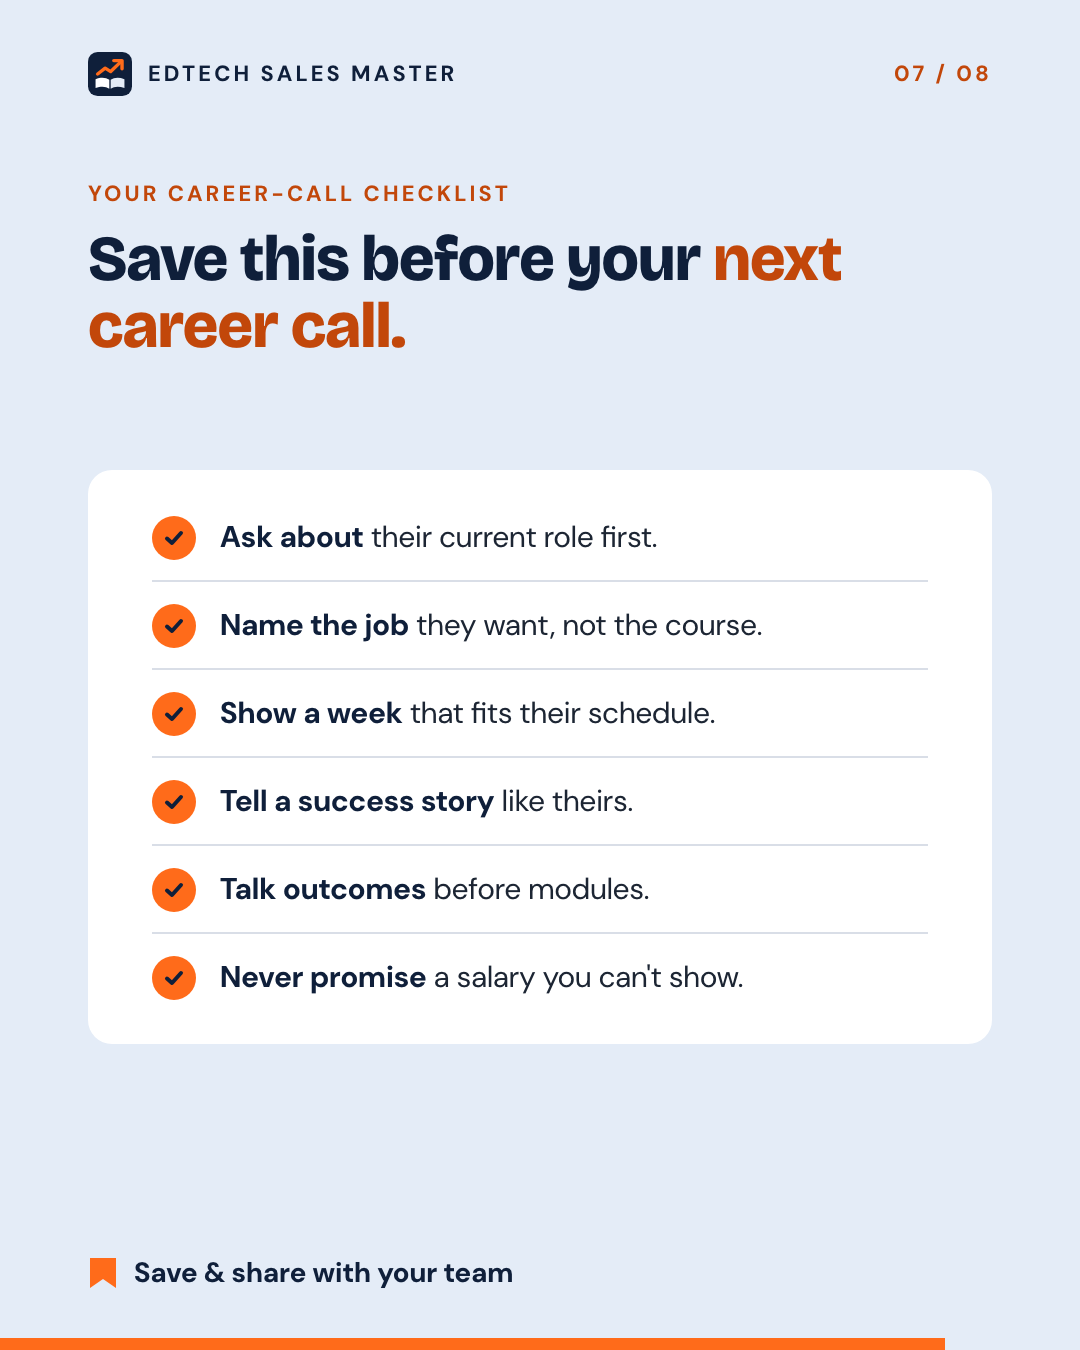 EDTECH SALES MASTER
07 / 08
YOUR CAREER-CALL CHECKLIST
Save this before your next
career call.
Ask about their current role first.
Name the job they want, not the course.
Show a week that fits their schedule.
Tell a success story like theirs.
Talk outcomes before modules.
Never promise a salary you can't show.
Save & share with your team